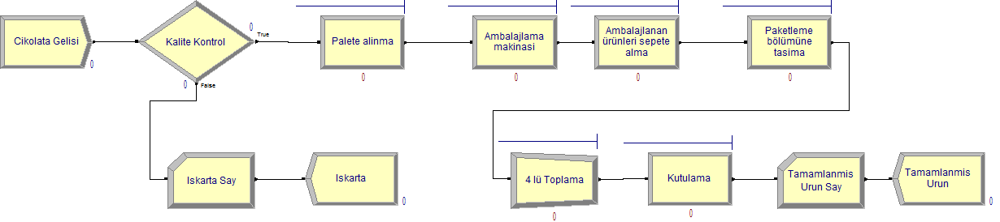 Cikolata Gelisi
0
Kalite Kontrol
0
True
0
False
Palete alinma
0
Ambalajlama
makinasi
0
Ambalajlanan
ürünleri sepete
alma
0
Paketleme
bölümüne
tasima
0
Iskarta Say
Iskarta
0
4 lü Toplama
0
Kutulama
0
Tamamlanmis
Urun Say
Tamamlanmis
Urun
0